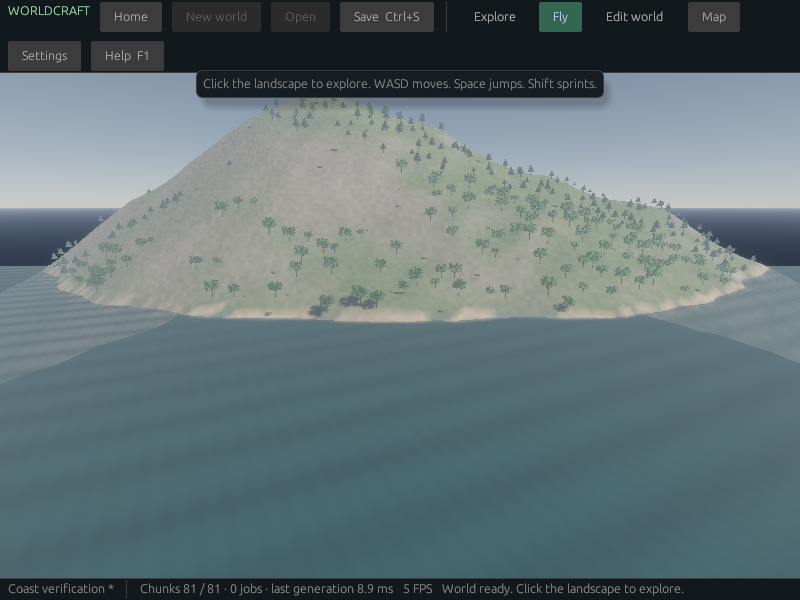 WORLDCRAFT Home New world Open Save Ctrl+S Explore Fly Edit world Map
Settings Help F1
Click the landscape to explore. WASD moves. Space jumps. Shift sprints.
Coast verification * Chunks 81 / 81 · 0 jobs · last generation 8.9 ms 5 FPS World ready. Click the landscape to explore.